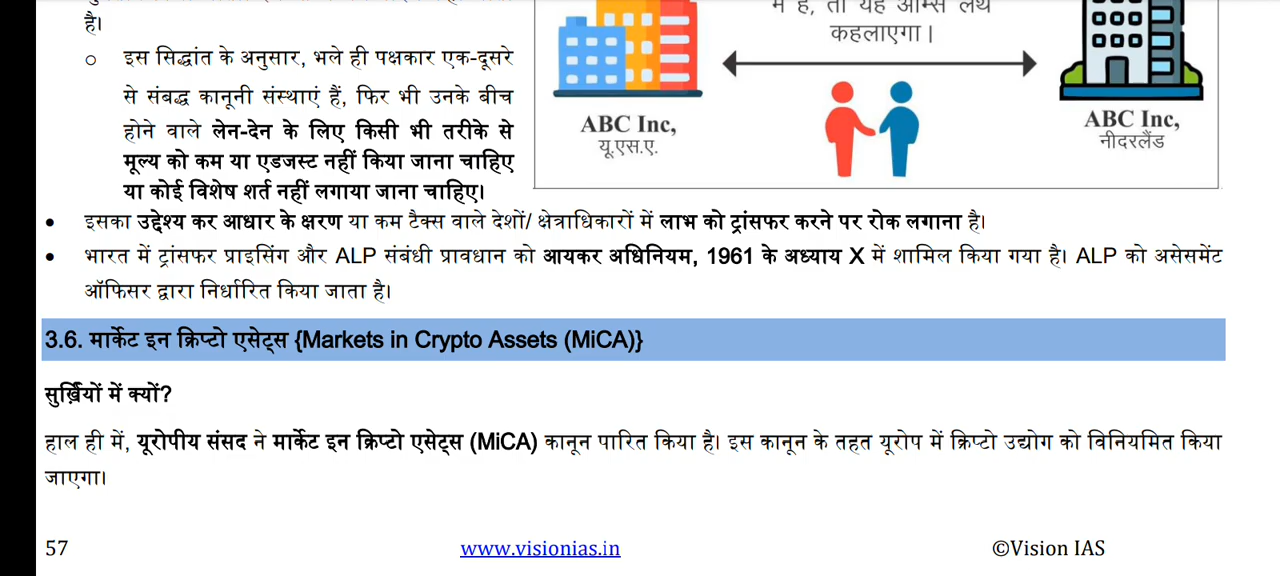 है।
○ इस सिद्धांत के अनुसार, भले ही पक्षकार एक-दूसरे
से संबद्ध कानूनी संस्थाएं हैं, फिर भी उनके बीच
होने वाले लेन-देन के लिए किसी भी तरीके से
मूल्य को कम या एडजस्ट नहीं किया जाना चाहिए
या कोई विशेष शर्त नहीं लगाया जाना चाहिए।
में है, तो यह आर्म्स लेंथ
कहलाएगा।
ABC Inc,
यू.एस.ए.
ABC Inc,
नीदरलैंड
• इसका उद्देश्य कर आधार के क्षरण या कम टैक्स वाले देशों/ क्षेत्राधिकारों में लाभ को ट्रांसफर करने पर रोक लगाना है।
• भारत में ट्रांसफर प्राइसिंग और ALP संबंधी प्रावधान को आयकर अधिनियम, 1961 के अध्याय X में शामिल किया गया है। ALP को असेसमेंट
ऑफिसर द्वारा निर्धारित किया जाता है।
3.6. मार्केट इन क्रिप्टो एसेट्स {Markets in Crypto Assets (MiCA)}
सुर्ख़ियों में क्यों?
हाल ही में, यूरोपीय संसद ने मार्केट इन क्रिप्टो एसेट्स (MiCA) कानून पारित किया है। इस कानून के तहत यूरोप में क्रिप्टो उद्योग को विनियमित किया
जाएगा।
57
www.visionias.in
©Vision IAS